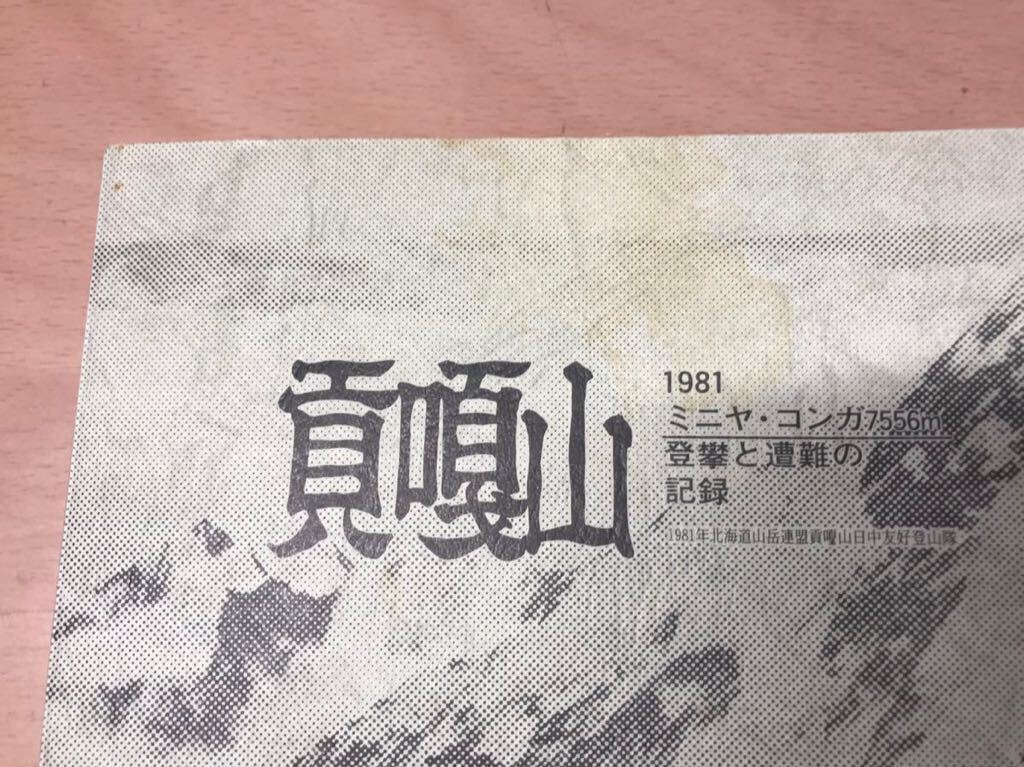 貢嘎山
1981
ミニヤ・コンガ7556m
登攀と遭難の
記録
1981年北海道山岳連盟貢嘎山日中友好登山隊